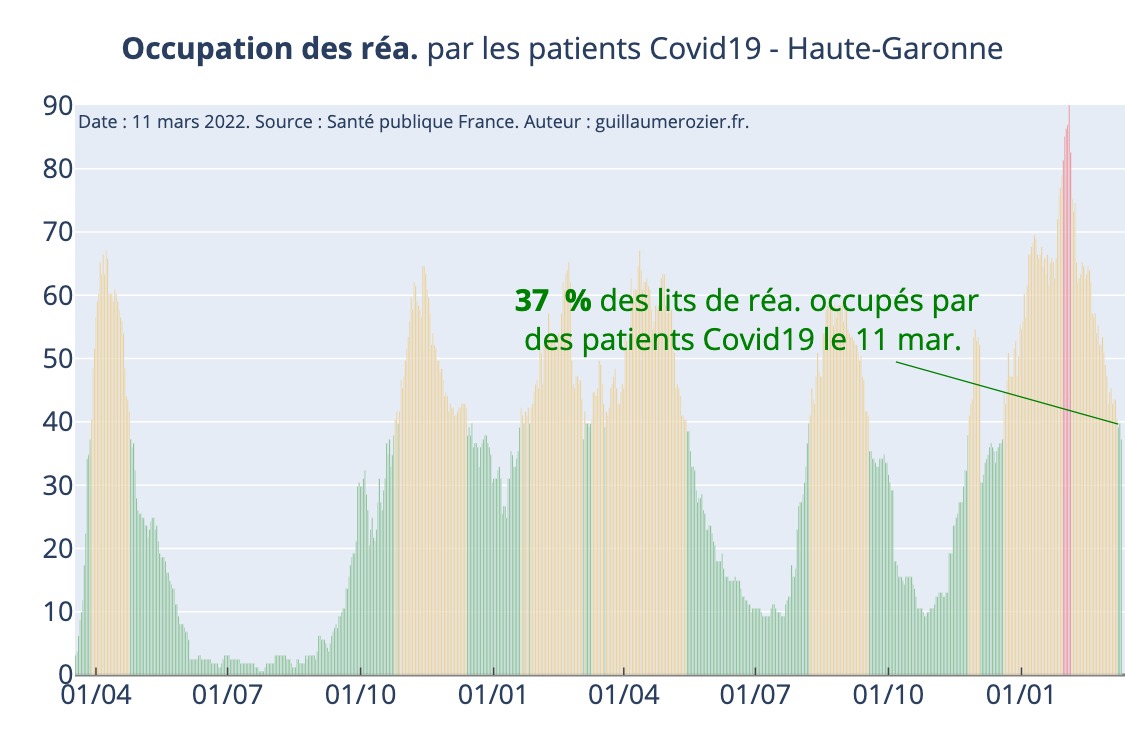 Occupation des réa. par les patients Covid19 - Haute-Garonne
90
Date : 11 mars 2022. Source : Santé publique France. Auteur : guillaumerozier.fr.
80
70
60
37 % des lits de réa. occupés par
des patients Covid19 le 11 mar.
50
40
30
20
10
0
01/04 01/07 01/10 01/01 01/04 01/07 01/10 01/01